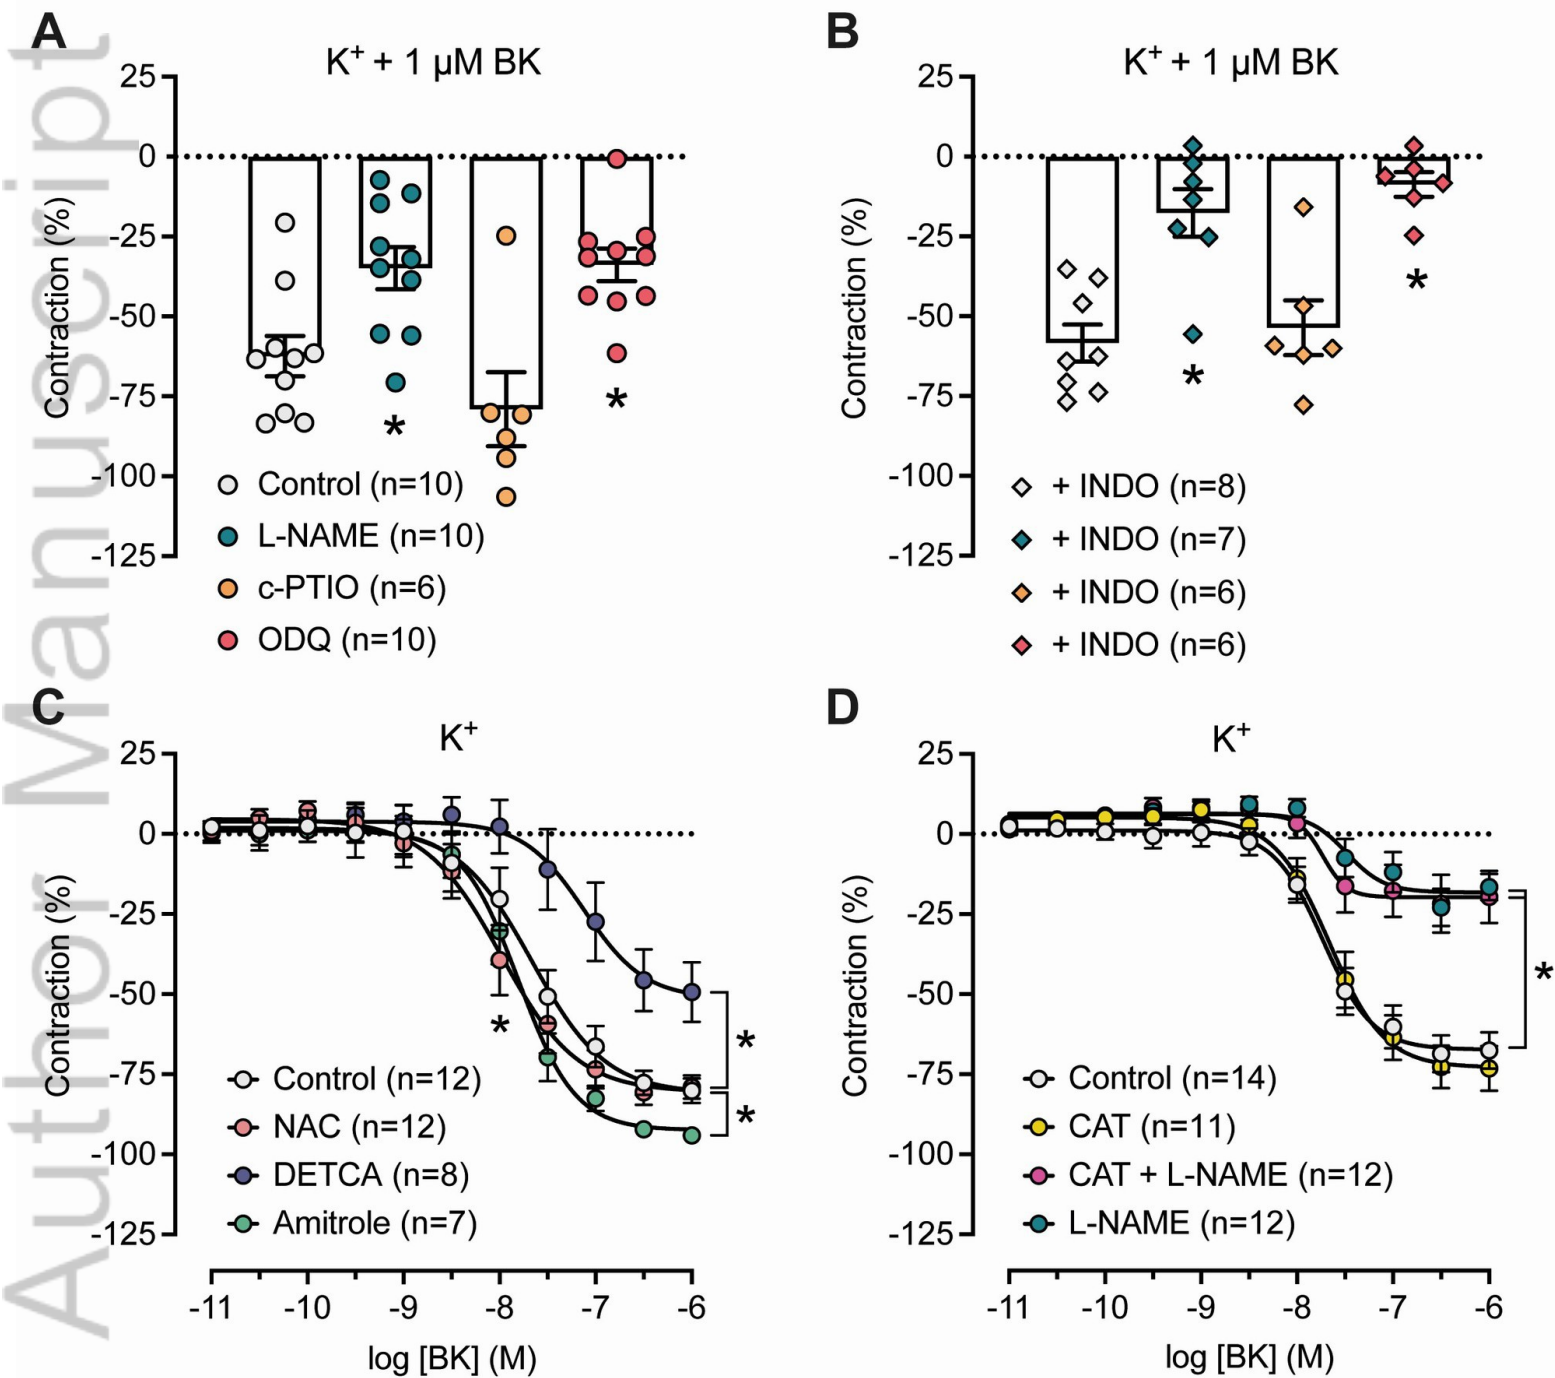 Author Manuscript
A
K+ + 1 µM BK
Contraction (%)
25
0
-25
-50
-75
-100
-125
*
*
Control (n=10)
L-NAME (n=10)
c-PTIO (n=6)
ODQ (n=10)
B
K+ + 1 µM BK
Contraction (%)
25
0
-25
-50
-75
-100
-125
*
*
+ INDO (n=8)
+ INDO (n=7)
+ INDO (n=6)
+ INDO (n=6)
C
K+
Contraction (%)
25
0
-25
-50
-75
-100
-125
*
*
*
Control (n=12)
NAC (n=12)
DETCA (n=8)
Amitrole (n=7)
-11 -10 -9 -8 -7 -6
log [BK] (M)
D
K+
Contraction (%)
25
0
-25
-50
-75
-100
-125
*
Control (n=14)
CAT (n=11)
CAT + L-NAME (n=12)
L-NAME (n=12)
-11 -10 -9 -8 -7 -6
log [BK] (M)